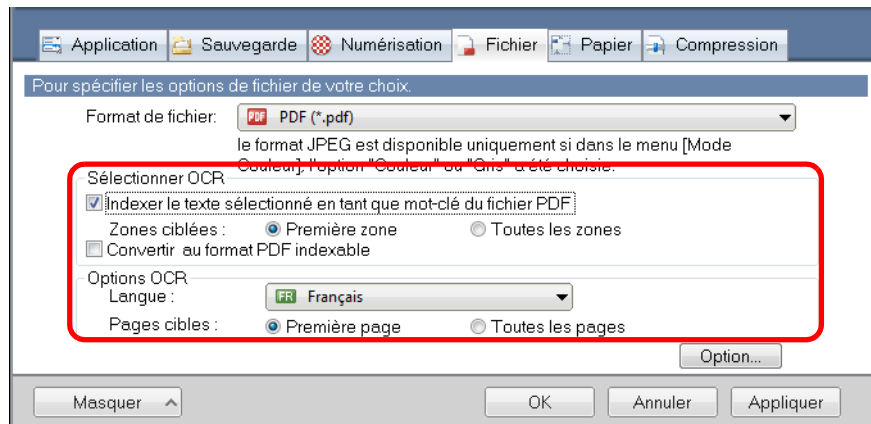 Application Sauvegarde Numérisation Fichier Papier Compression
Pour spécifier les options de fichier de votre choix.
Format de fichier: PDF PDF (*.pdf)
le format JPEG est disponible uniquement si dans le menu [Mode
Couleur], l'option "Couleur" ou "Gris" a été choisie.
Sélectionner OCR
Indexer le texte sélectionné en tant que mot-clé du fichier PDF
Zones ciblées : Première zone Toutes les zones
Convertir au format PDF indexable
Options OCR
Langue : FR Français
Pages cibles : Première page Toutes les pages
Option...
Masquer OK Annuler Appliquer